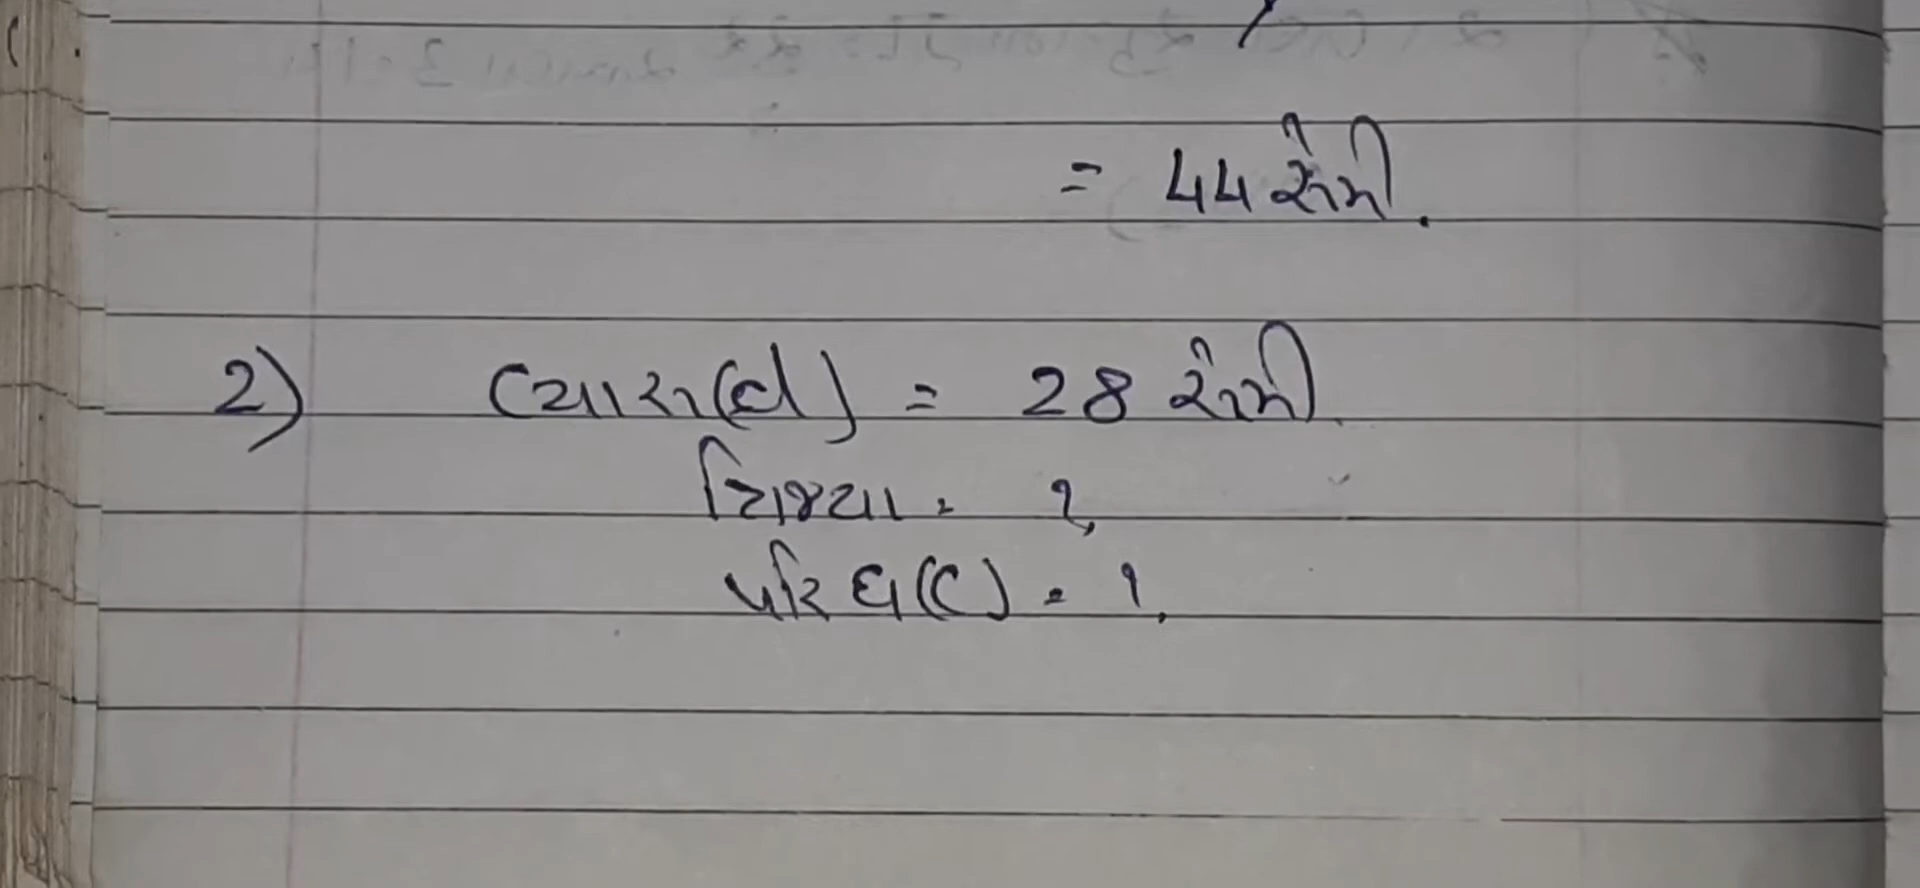 = 44 સેમી.
2) વ્યાસ(d) = 28 સેમી.
ત્રિજ્યા = ?
પરિઘ(C) = ?